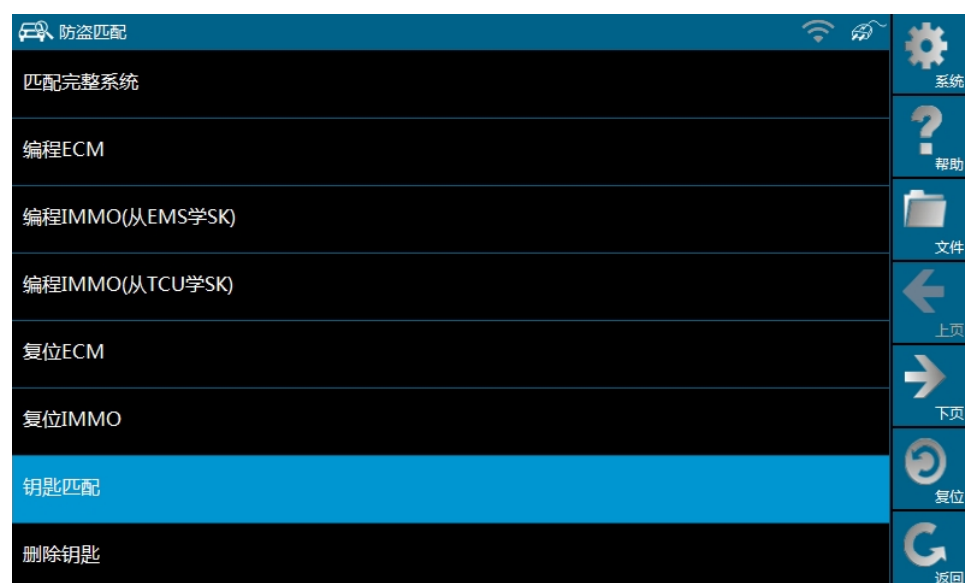 防盗匹配
匹配完整系统
编程ECM
编程IMMO(从EMS学SK)
编程IMMO(从TCU学SK)
复位ECM
复位IMMO
钥匙匹配
删除钥匙
系统
帮助
文件
上页
下页
复位
返回